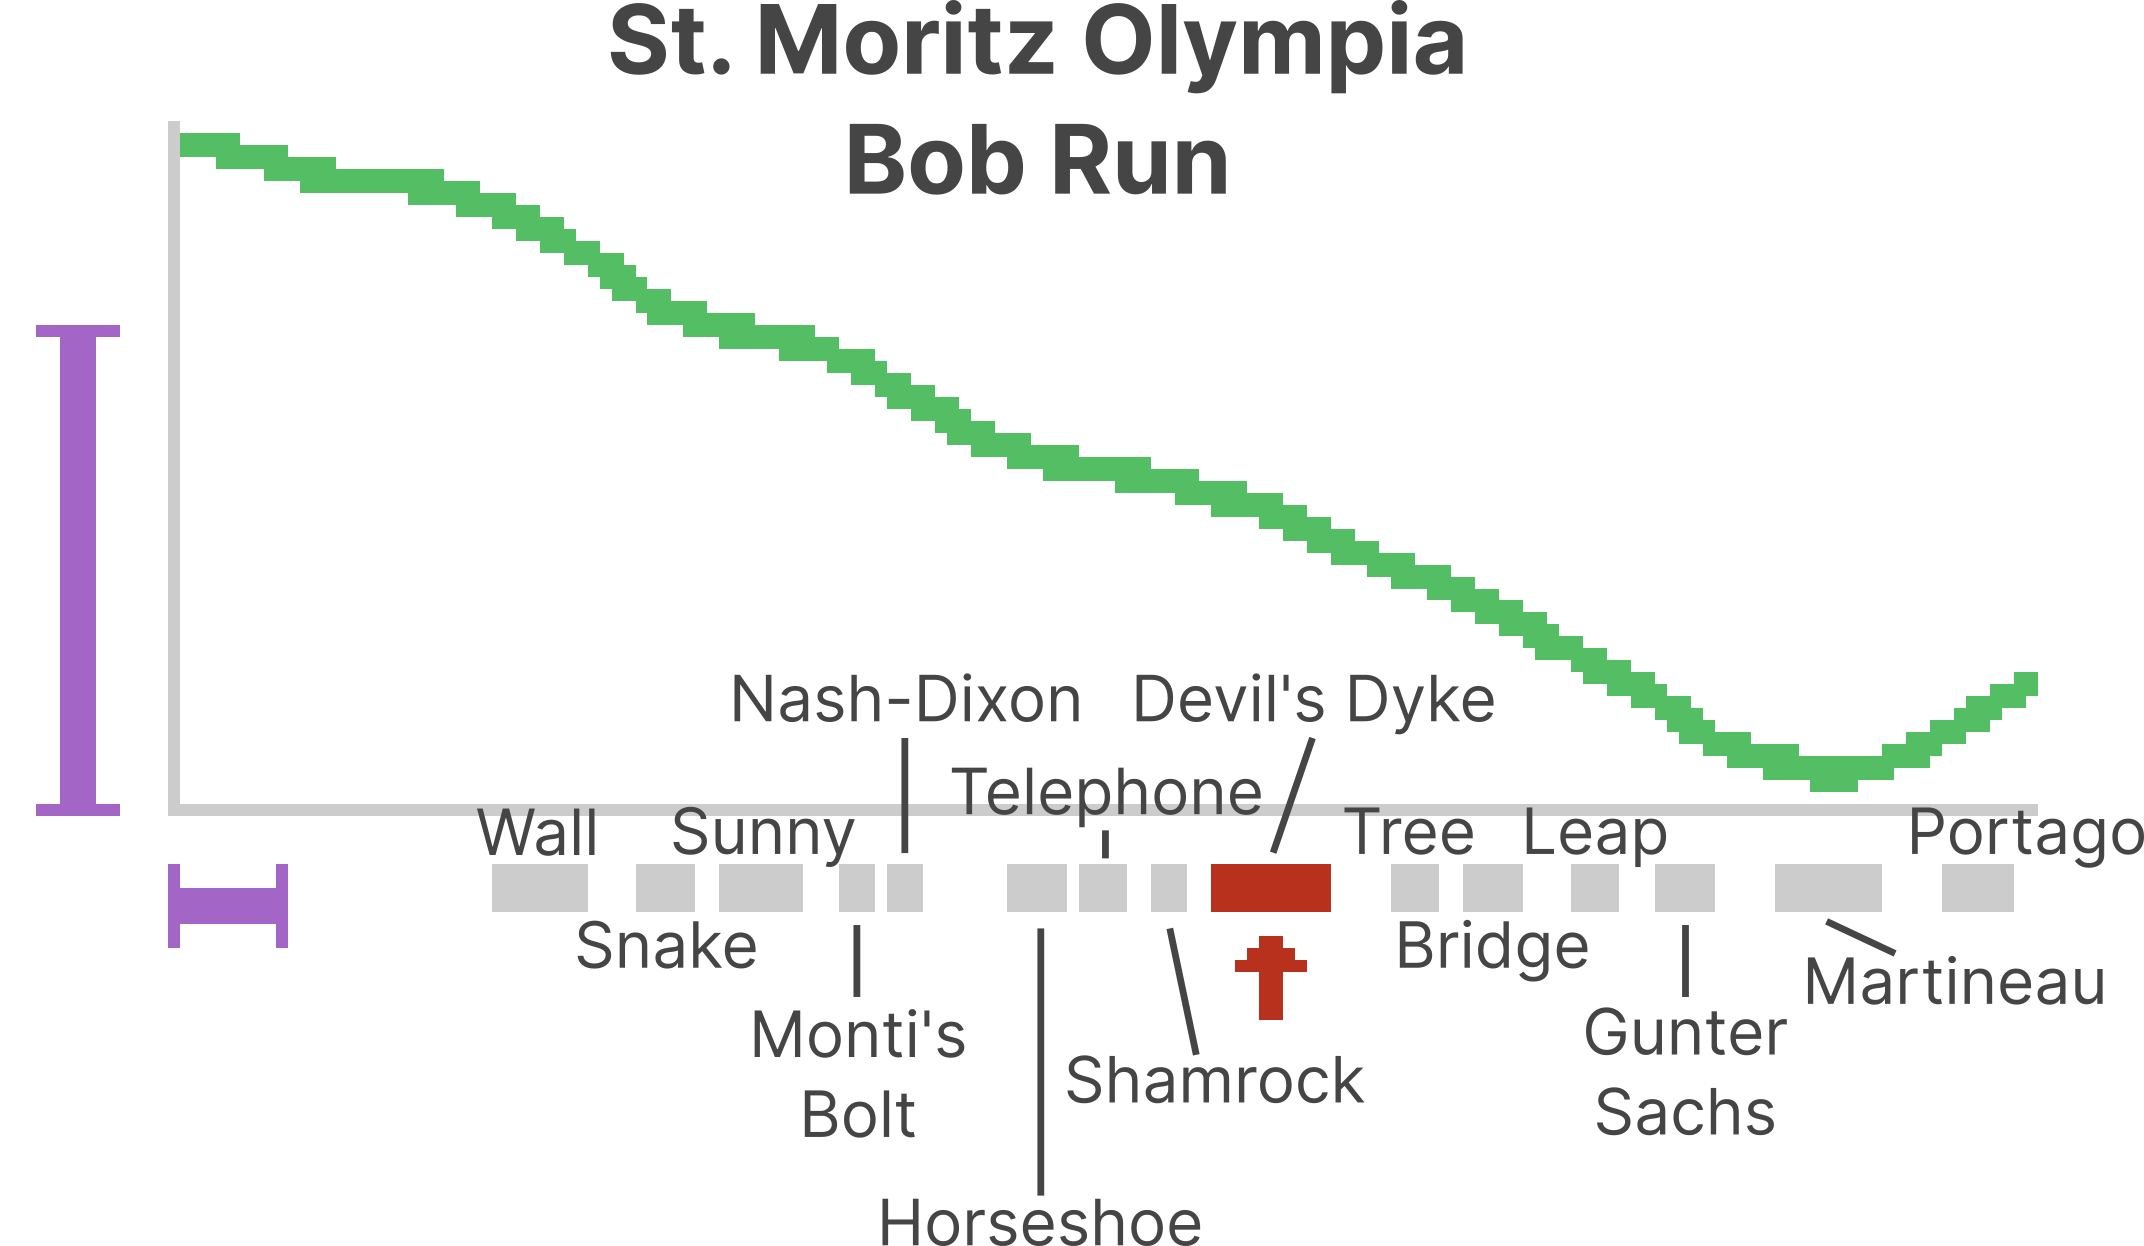 St. Moritz Olympia
Bob Run
Nash-Dixon
Devil's Dyke
Telephone
Wall
Sunny
Tree
Leap
Portago
Snake
Bridge
Martineau
Monti's
Bolt
Gunter
Sachs
Shamrock
Horseshoe